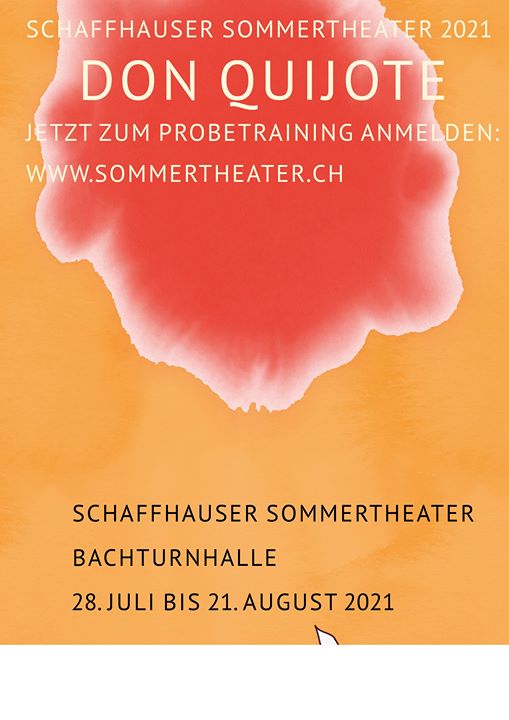 SCHAFFHAUSER SOMMERTHEATER 2021
DON QUIJOTE
JETZT ZUM PROBETRAINING ANMELDEN:
WWW.SOMMERTHEATER.CH
SCHAFFHAUSER SOMMERTHEATER
BACHTURNHALLE
28. JULI BIS 21. AUGUST 2021